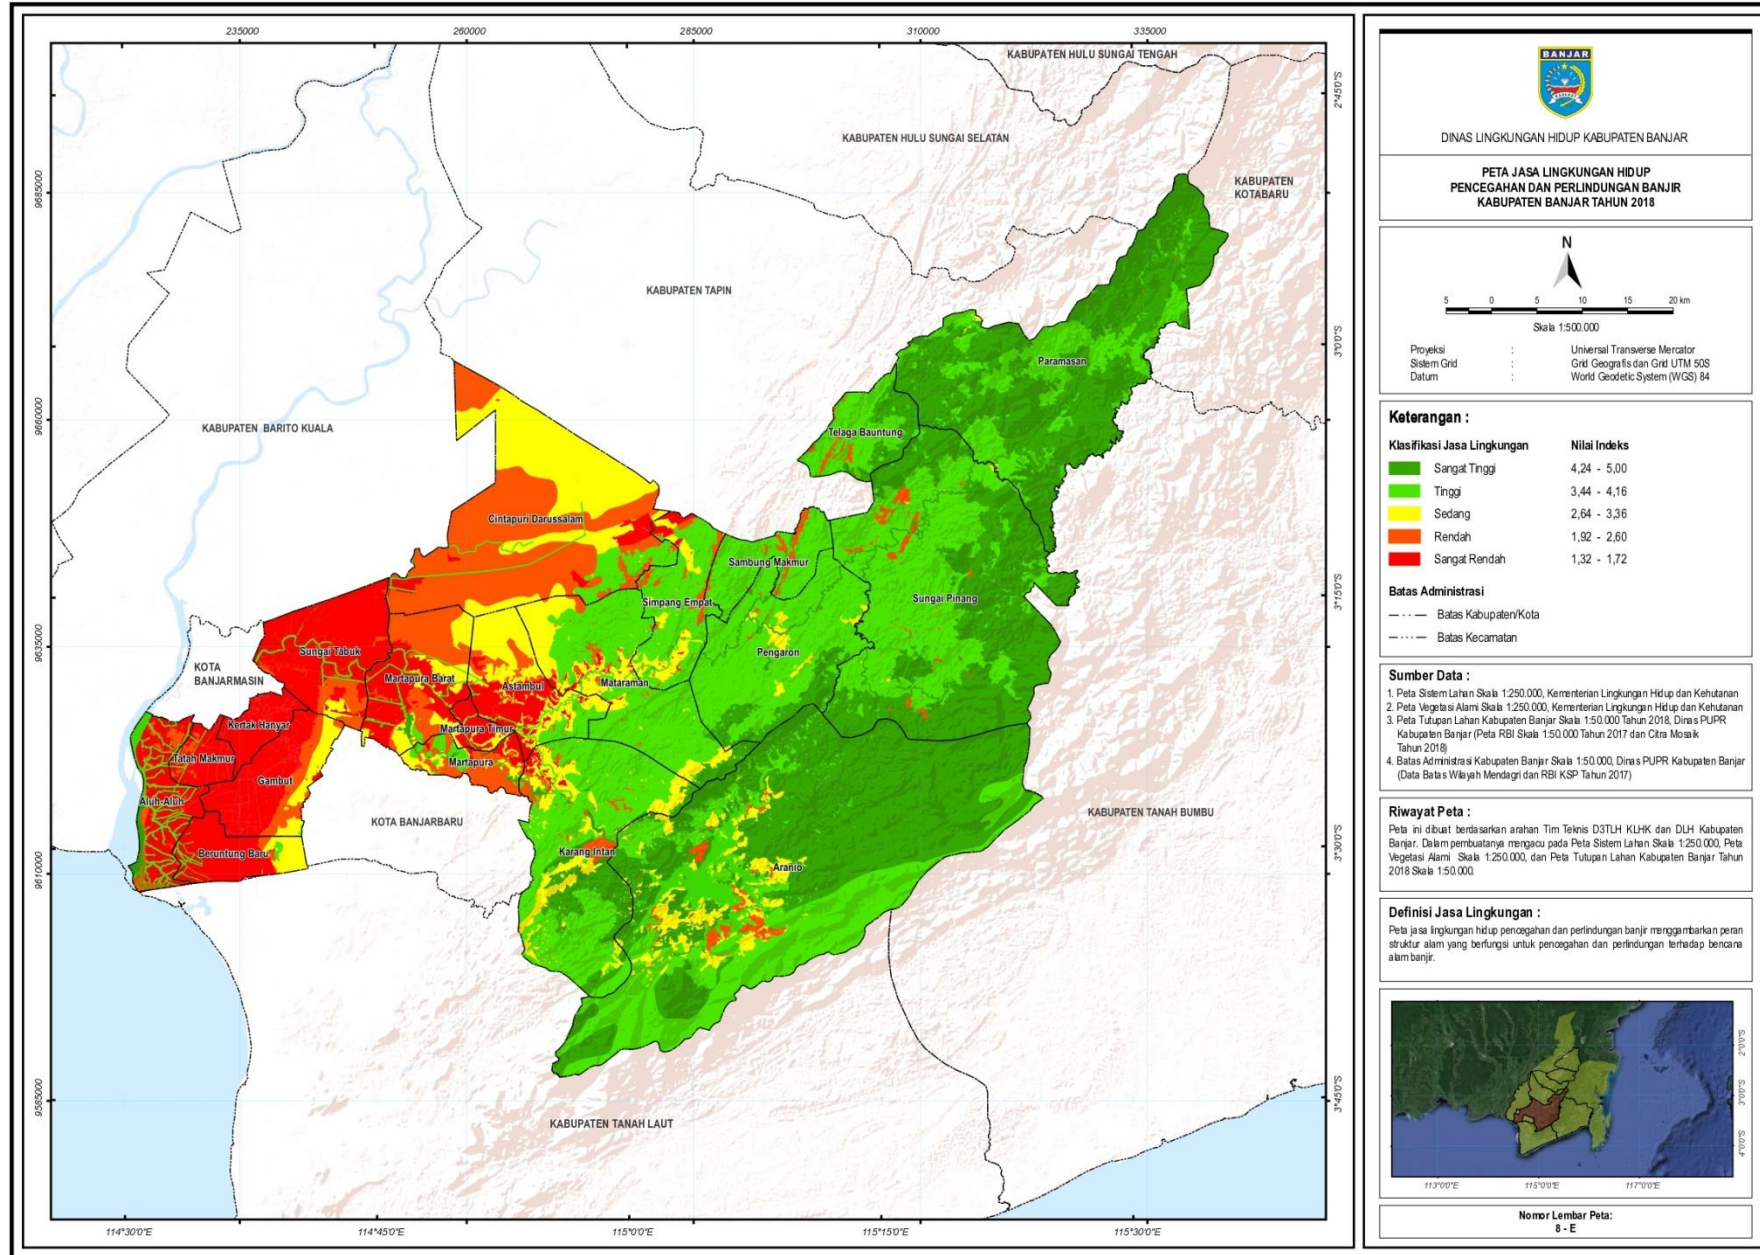 235000 260000 285000 310000 335000
9685000
9660000
9635000
9610000
9585000
2°45'0"S
3°0'0"S
3°15'0"S
3°30'0"S
3°45'0"S
114°30'0"E 114°45'0"E 115°0'0"E 115°15'0"E 115°30'0"E
KABUPATEN HULU SUNGAI TENGAH
KABUPATEN HULU SUNGAI SELATAN
KABUPATEN
KOTABARU
KABUPATEN TAPIN
Paramasan
KABUPATEN BARITO KUALA
Telaga Bauntung
Cintapuri Darussalam
Sambung Makmur
Simpang Empat
Sungai Pinang
Sungai Tabuk
Pengaron
KOTA
BANJARMASIN
Martapura Barat
Astambul
Mataraman
Kertak Hanyar
Martapura Timur
Tatah Makmur
Martapura
Gambut
Aluh-Aluh
KABUPATEN TANAH BUMBU
KOTA BANJARBARU
Beruntung Baru
Karang Intan
Aranio
KABUPATEN TANAH LAUT
BANJAR
DINAS LINGKUNGAN HIDUP KABUPATEN BANJAR
PETA JASA LINGKUNGAN HIDUP
PENCEGAHAN DAN PERLINDUNGAN BANJIR
KABUPATEN BANJAR TAHUN 2018
N
5 0 5 10 15 20 km
Skala 1:500.000
Proyeksi : Universal Transverse Mercator
Sistem Grid : Grid Geografis dan Grid UTM 50S
Datum : World Geodetic System (WGS) 84
Keterangan :
Klasifikasi Jasa Lingkungan Nilai Indeks
Sangat Tinggi 4,24 - 5,00
Tinggi 3,44 - 4,16
Sedang 2,64 - 3,36
Rendah 1,92 - 2,60
Sangat Rendah 1,32 - 1,72
Batas Administrasi
Batas Kabupaten/Kota
Batas Kecamatan
Sumber Data :
1. Peta Sistem Lahan Skala 1:250.000, Kementerian Lingkungan Hidup dan Kehutanan
2. Peta Vegetasi Alami Skala 1:250.000, Kementerian Lingkungan Hidup dan Kehutanan
3. Peta Tutupan Lahan Kabupaten Banjar Skala 1:50.000 Tahun 2018, Dinas PUPR
Kabupaten Banjar (Peta RBI Skala 1:50.000 Tahun 2017 dan Citra Mosaik
Tahun 2018)
4. Batas Administrasi Kabupaten Banjar Skala 1:50.000, Dinas PUPR Kabupaten Banjar
(Data Batas Wilayah Mendagri dan RBI KSP Tahun 2017)
Riwayat Peta :
Peta ini dibuat berdasarkan arahan Tim Teknis D3TLH KLHK dan DLH Kabupaten
Banjar. Dalam pembuatanya mengacu pada Peta Sistem Lahan Skala 1:250.000, Peta
Vegetasi Alami Skala 1:250.000, dan Peta Tutupan Lahan Kabupaten Banjar Tahun
2018 Skala 1:50.000.
Definisi Jasa Lingkungan :
Peta jasa lingkungan hidup pencegahan dan perlindungan banjir menggambarkan peran
struktur alam yang berfungsi untuk pencegahan dan perlindungan terhadap bencana
alam banjir.
2°0'0"S
3°0'0"S
4°0'0"S
113°0'0"E 115°0'0"E 117°0'0"E
Nomor Lembar Peta:
8 - E